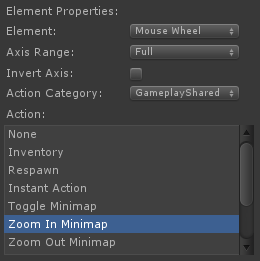 Element Properties:
Element: Mouse Wheel
Axis Range: Full
Invert Axis:
Action Category: GameplayShared
Action:
None
Inventory
Respawn
Instant Action
Toggle Minimap
Zoom In Minimap
Zoom Out Minimap